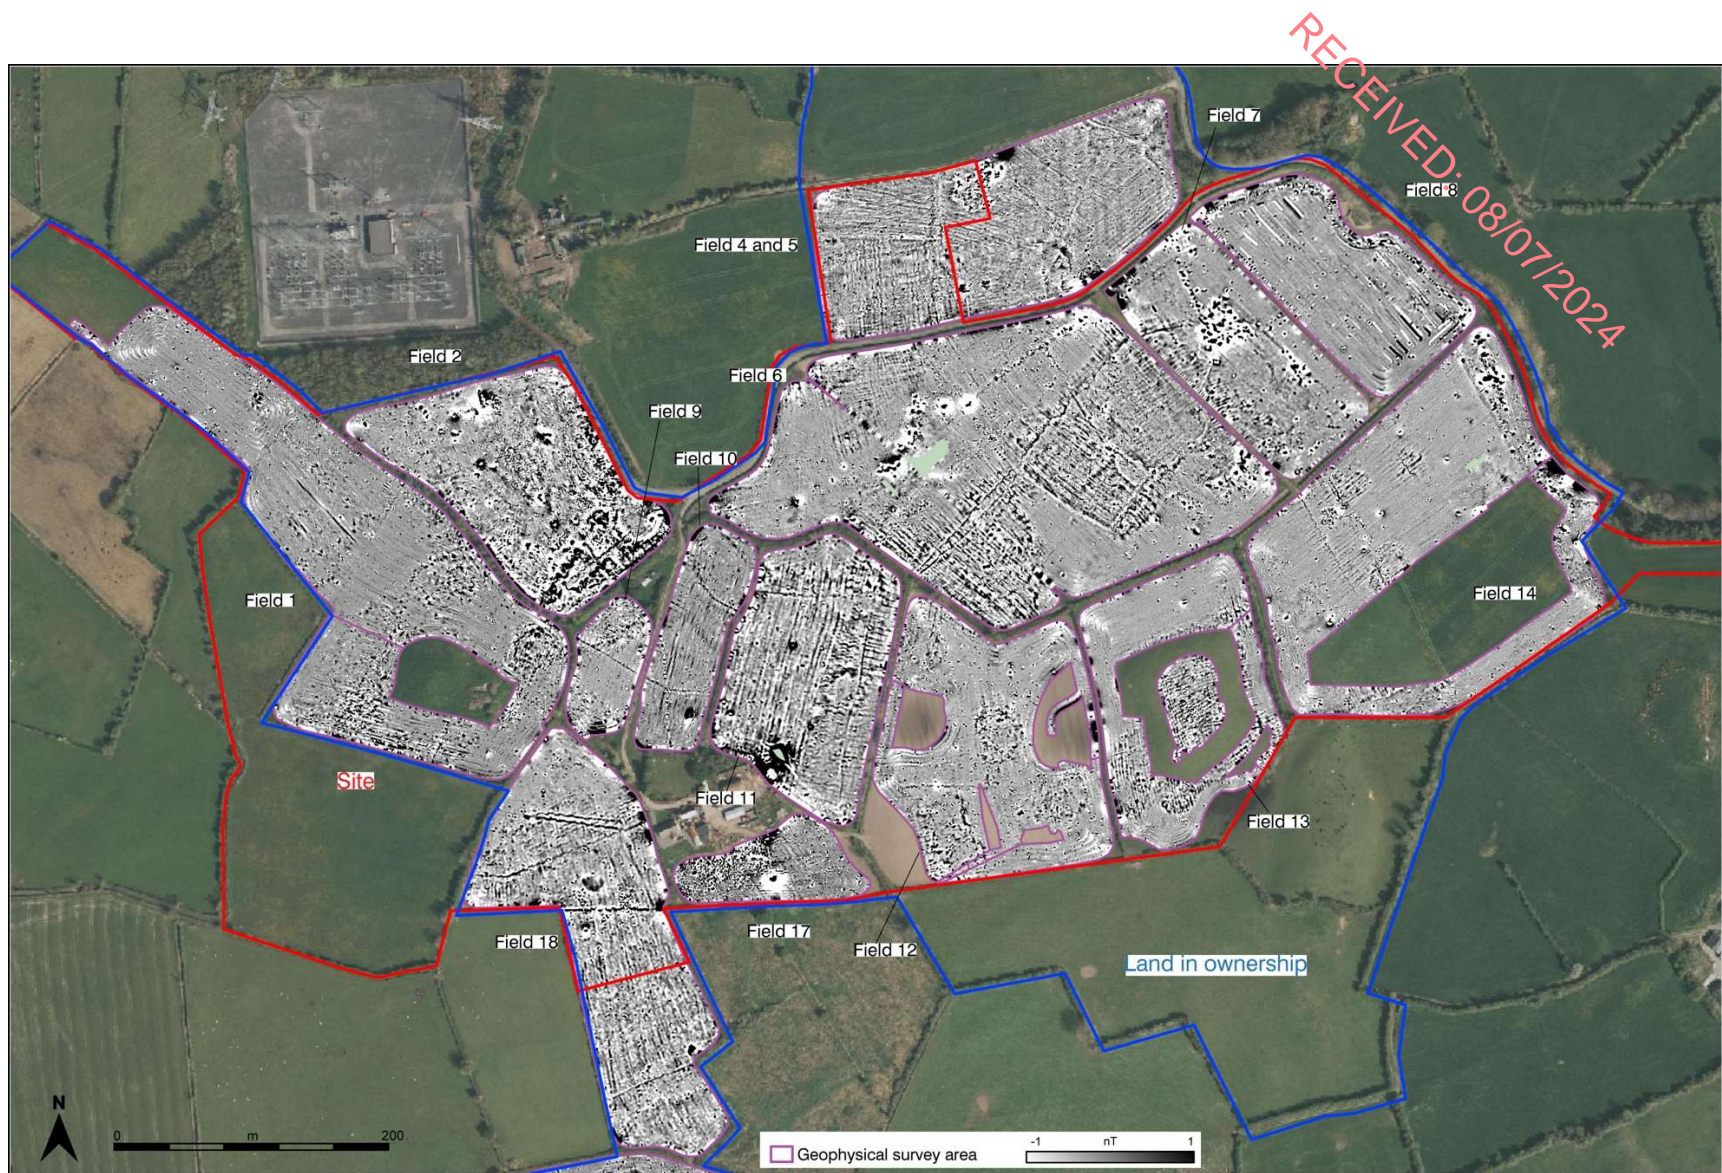 RECEIVED: 08/07/2024
Field 7
Field 8
Field 4 and 5
Field 2
Field 6
Field 9
Field 10
Field 1
Field 14
Site
Field 11
Field 13
Field 17
Field 18
Field 12
Land in ownership
N
0 m 200
-1 nT 1
Geophysical survey area